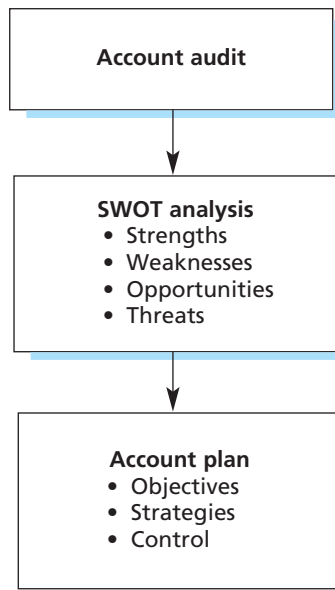 Account audit
SWOT analysis
• Strengths
• Weaknesses
• Opportunities
• Threats
Account plan
• Objectives
• Strategies
• Control